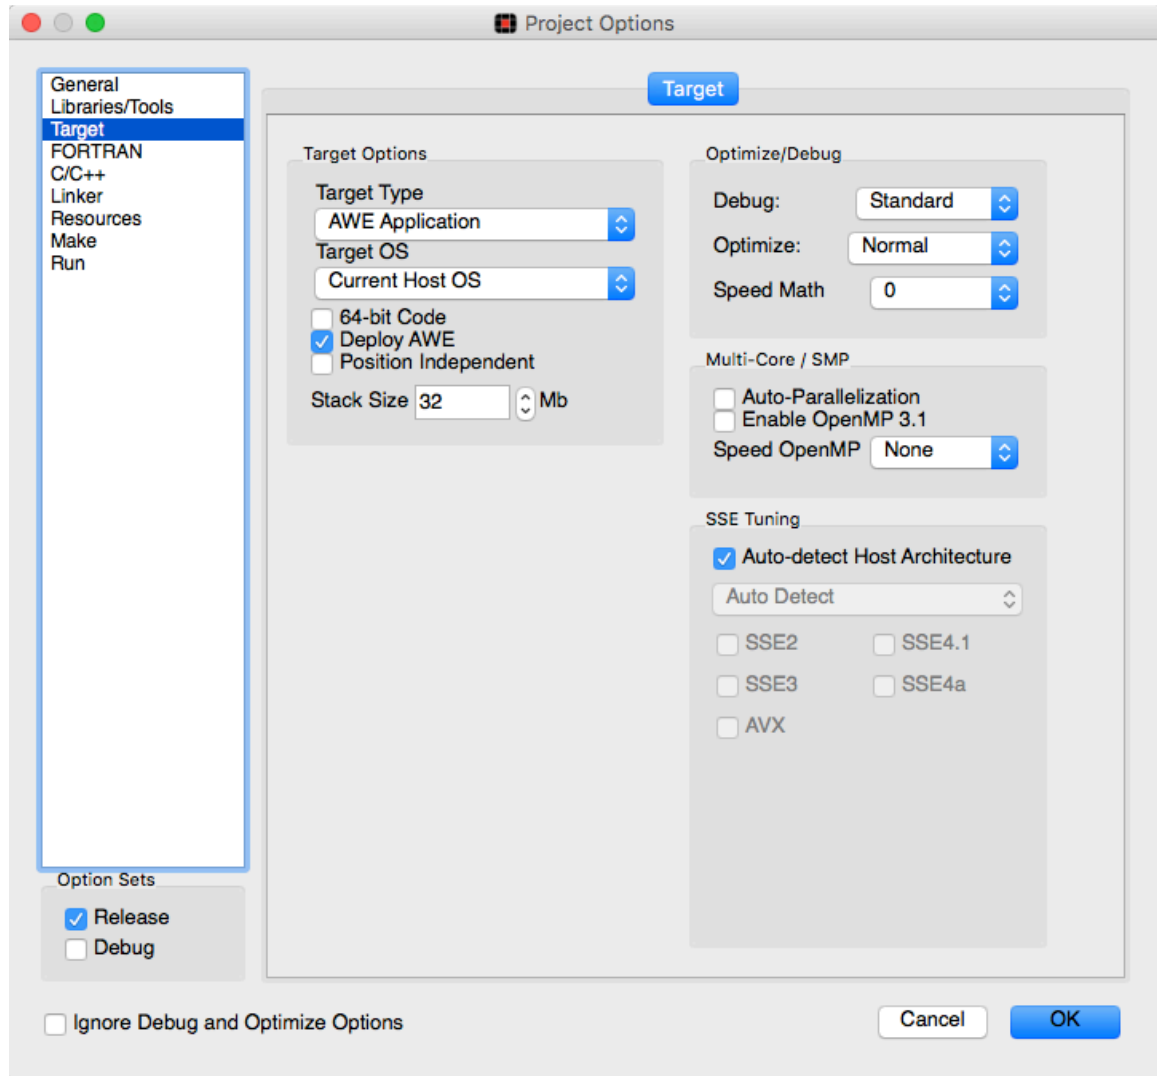 Project Options
General
Libraries/Tools
Target
FORTRAN
C/C++
Linker
Resources
Make
Run
Option Sets
Release
Debug
Target
Target Options
Target Type
AWE Application
Target OS
Current Host OS
64-bit Code
Deploy AWE
Position Independent
Stack Size 32 Mb
Optimize/Debug
Debug: Standard
Optimize: Normal
Speed Math 0
Multi-Core / SMP
Auto-Parallelization
Enable OpenMP 3.1
Speed OpenMP None
SSE Tuning
Auto-detect Host Architecture
Auto Detect
SSE2 SSE4.1
SSE3 SSE4a
AVX
Ignore Debug and Optimize Options
Cancel OK